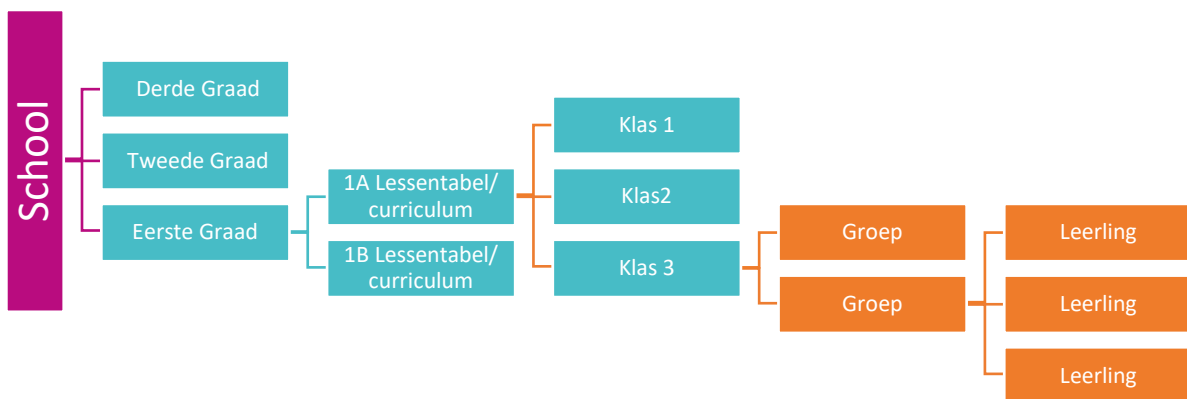 School
Derde Graad
Tweede Graad
Eerste Graad
1A Lessentabel/
curriculum
1B Lessentabel/
curriculum
Klas 1
Klas2
Klas 3
Groep
Groep
Leerling
Leerling
Leerling